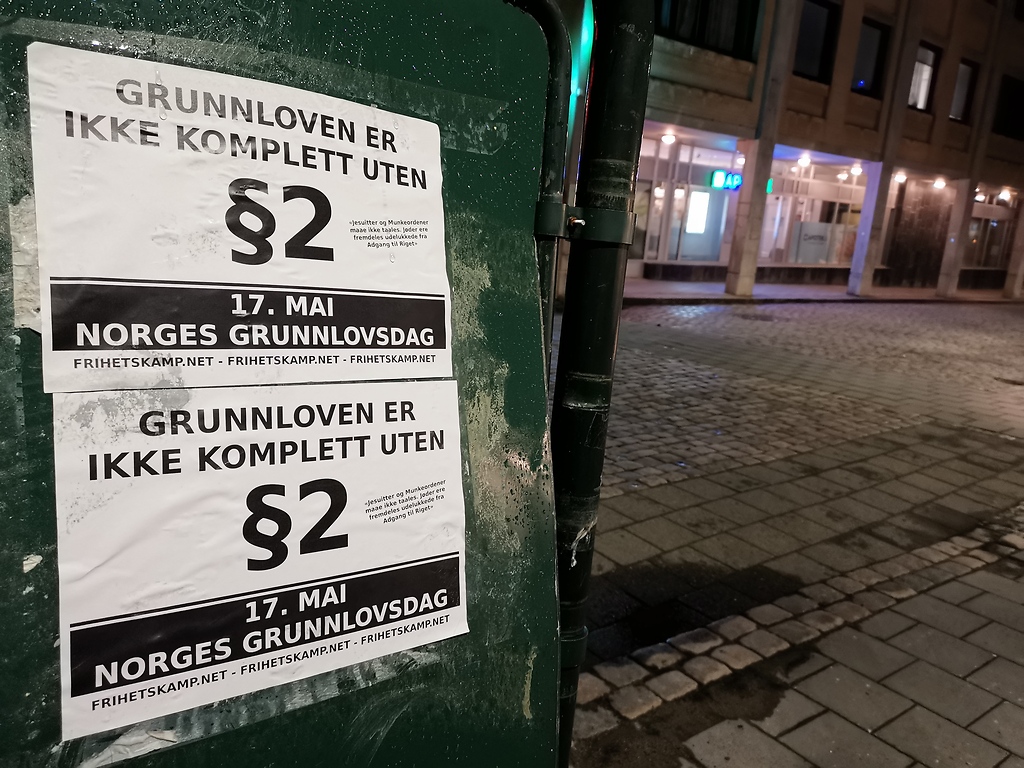 GRUNNLOVEN ER
IKKE KOMPLETT UTEN
§2
«Jesuitter og Munkeordener
maae ikke taales. Jøder ere
fremdeles udelukkede fra
Adgang til Riget»
17. MAI
NORGES GRUNNLOVSDAG
FRIHETSKAMP.NET - FRIHETSKAMP.NET - FRIHETSKAMP.NET
GRUNNLOVEN ER
IKKE KOMPLETT UTEN
§2
«Jesuitter og Munkeordener
maae ikke taales. Jøder ere
fremdeles udelukkede fra
Adgang til Riget»
17. MAI
NORGES GRUNNLOVSDAG
FRIHETSKAMP.NET - FRIHETSKAMP.NET - FRIHETSKAMP.NET